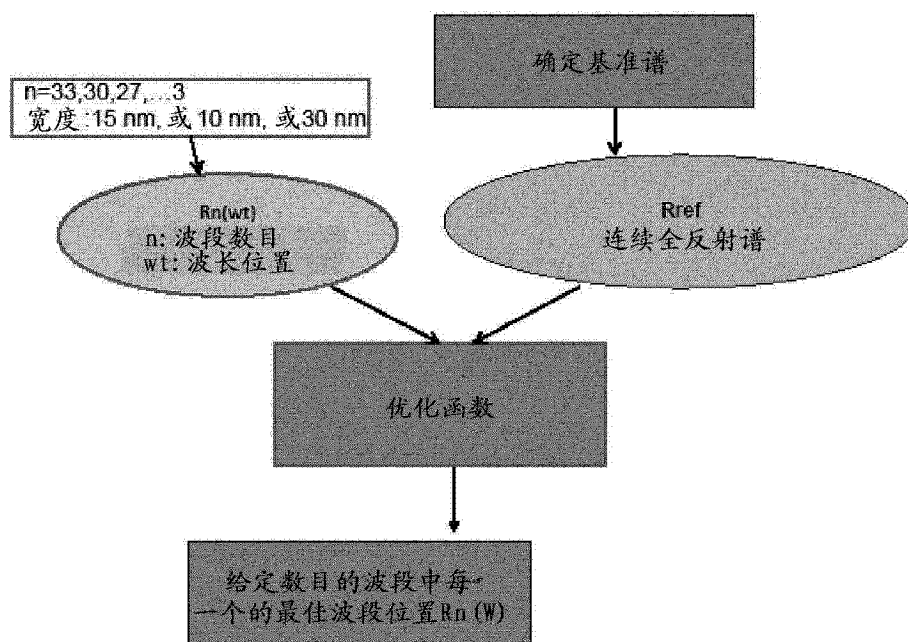 确定基准谱
n=33,30,27,...3
宽度:15 nm, 或 10 nm, 或30 nm
Rn(wt)
n: 波段数目
wt: 波长位置
Rref
连续全反射谱
优化函数
给定数目的波段中每一
一个的最佳波段位置Rn(W)